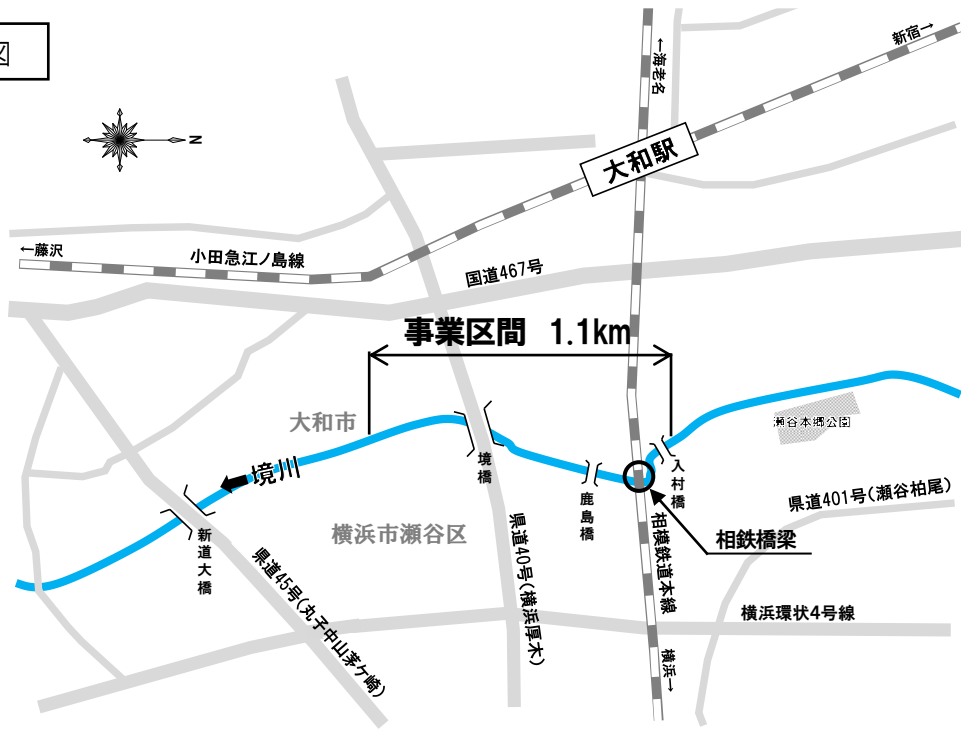 図
N
←海老名
新宿→
大和駅
←藤沢
小田急江ノ島線
国道467号
事業区間 1.1km
大和市
瀬谷本郷公園
境橋
入村橋
境川
鹿島橋
県道401号(瀬谷柏尾)
新道大橋
横浜市瀬谷区
相鉄橋梁
県道40号(横浜厚木)
相模鉄道本線
県道45号(丸子中山茅ケ崎)
横浜環状4号線
横浜→